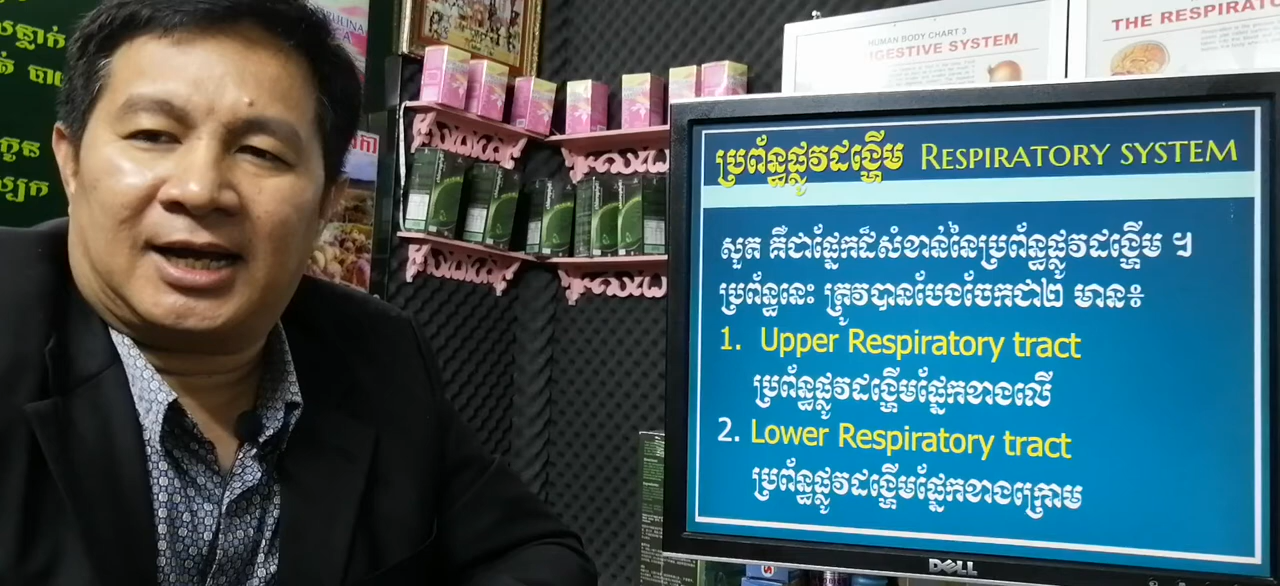 HUMAN BODY CHART 3
DIGESTIVE SYSTEM
THE RESPIRATO
ប្រព័ន្ធផ្លូវដង្ហើម RESPIRATORY SYSTEM
សួត គឺជាផ្នែកដ៏សំខាន់នៃប្រព័ន្ធផ្លូវដង្ហើម ។
ប្រព័ន្ធនេះ ត្រូវបានបែងចែកជា២ មាន៖
1. Upper Respiratory tract
ប្រព័ន្ធផ្លូវដង្ហើមផ្នែកខាងលើ
2. Lower Respiratory tract
ប្រព័ន្ធផ្លូវដង្ហើមផ្នែកខាងក្រោម
DELL